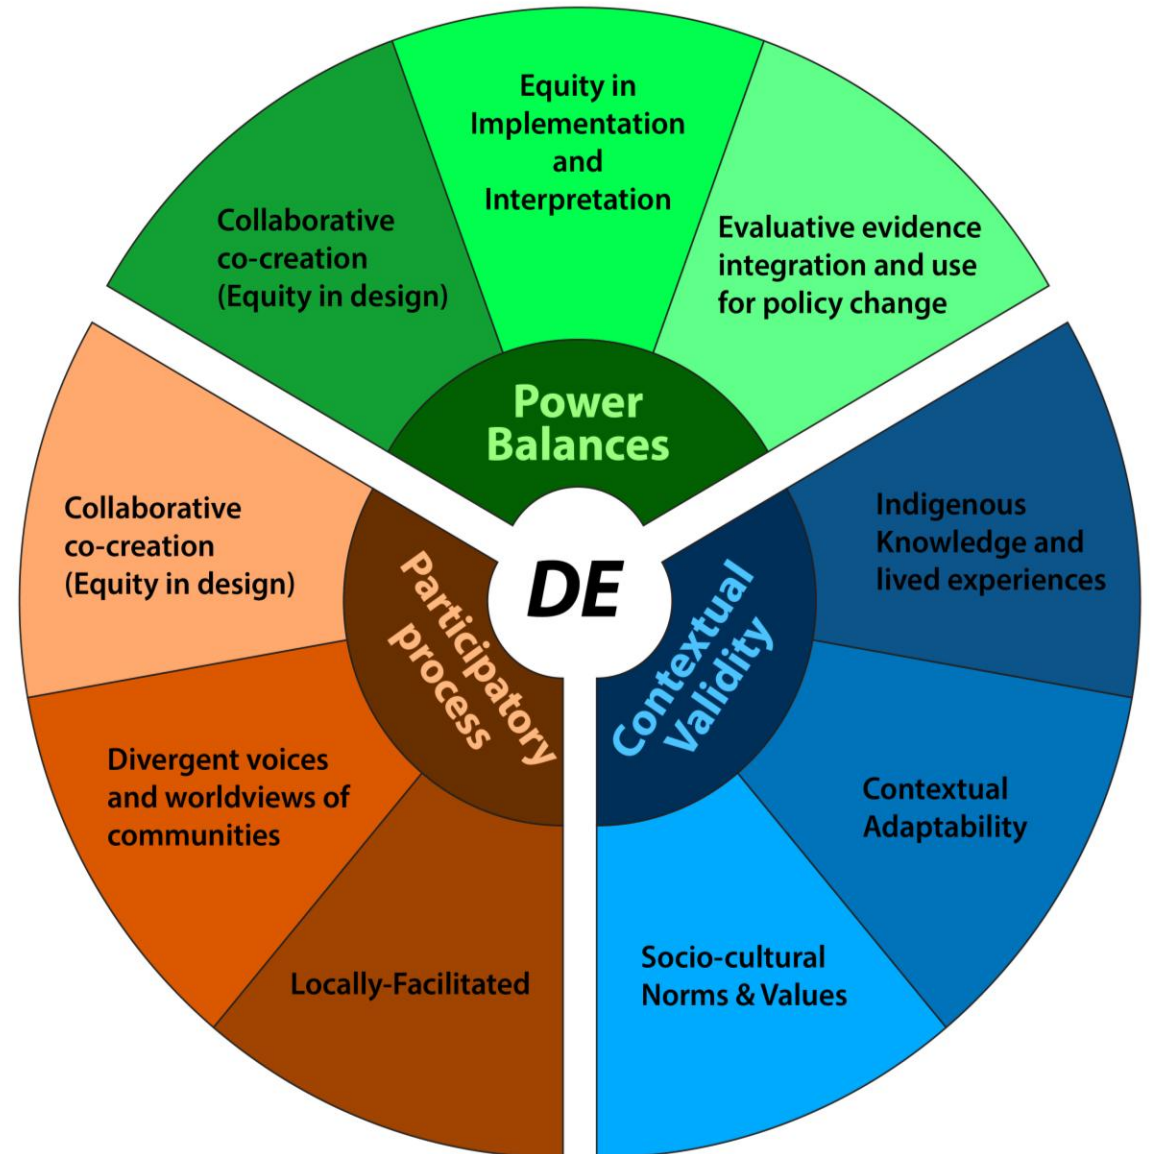 Equity in
Implementation
and
Interpretation
Collaborative
co-creation
(Equity in design)
Evaluative evidence
integration and use
for policy change
Power
Balances
Collaborative
co-creation
(Equity in design)
Divergent voices
and worldviews of
communities
Locally-Facilitated
Participatory
process
DE
Contextual
Validity
Indigenous
Knowledge and
lived experiences
Contextual
Adaptability
Socio-cultural
Norms & Values